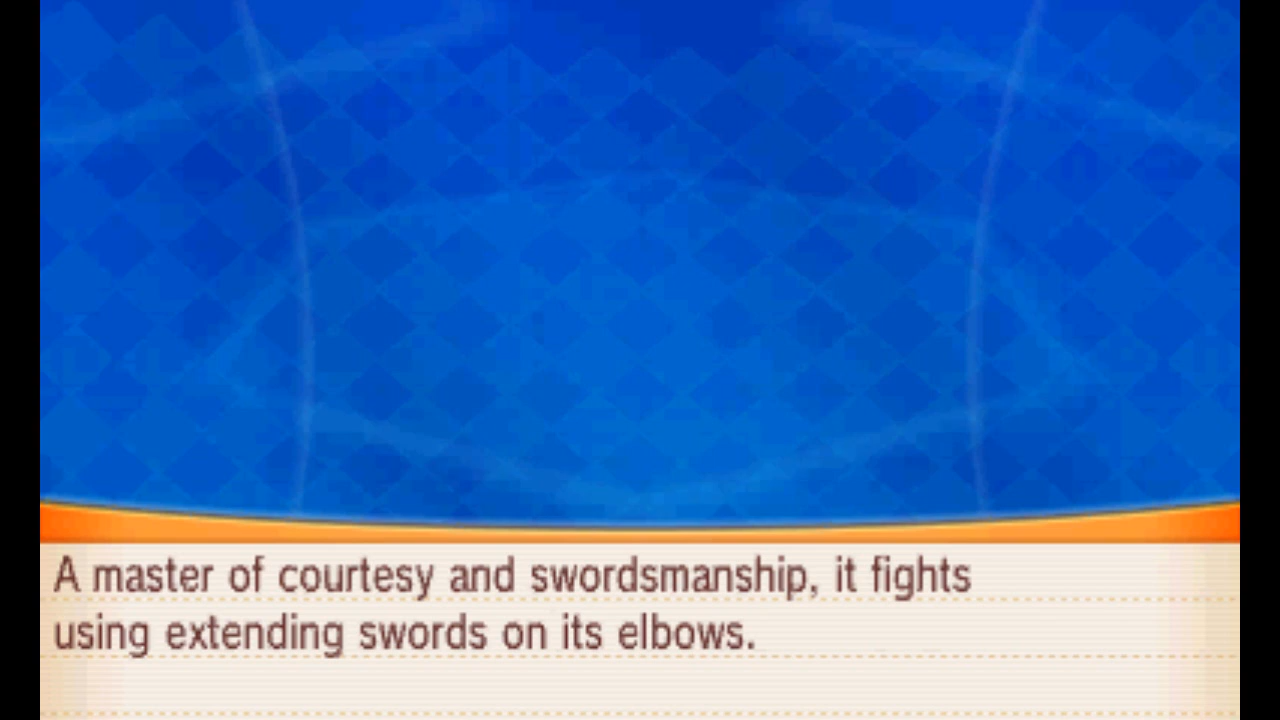 A master of courtesy and swordsmanship, it fights
using extending swords on its elbows.